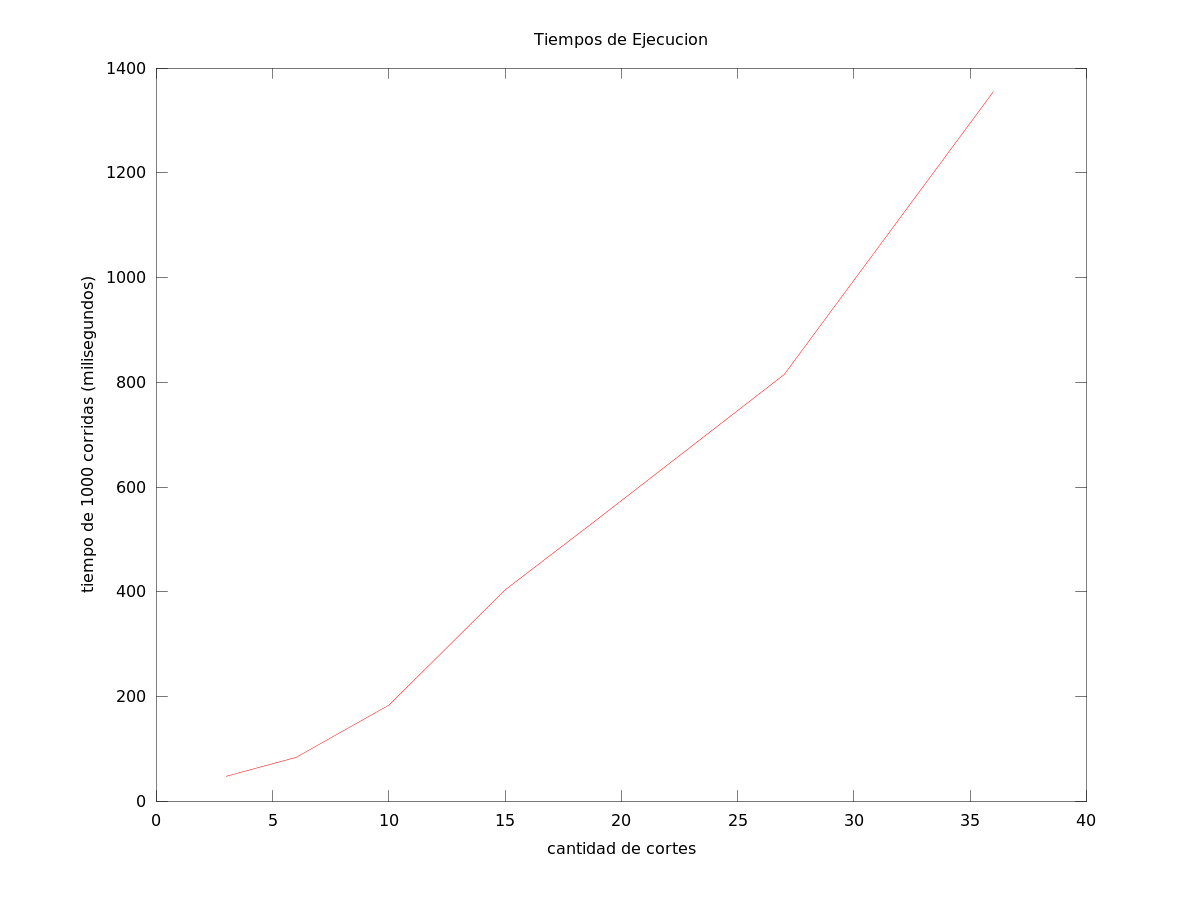 Tiempos de Ejecucion
1400
1200
1000
800
600
400
200
0
tiempo de 1000 corridas (milisegundos)
0 5 10 15 20 25 30 35 40
cantidad de cortes